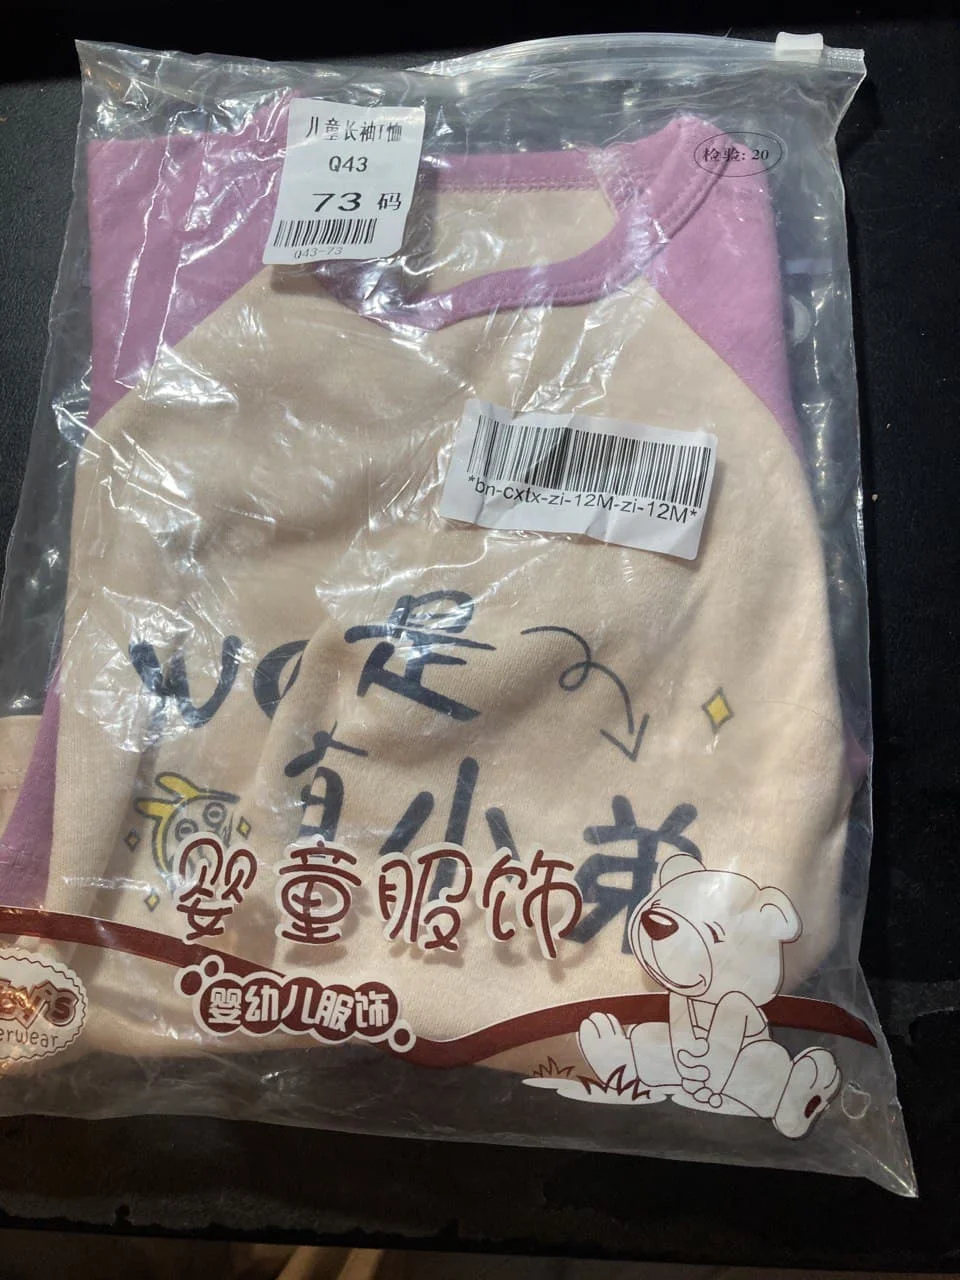 儿童长袖T恤
Q43
73 码
Q43-73
检验: 20
*bn-cxtx-zi-12M-zi-12M*
wo是
有小弟
婴童服饰
婴幼儿服饰
erwear